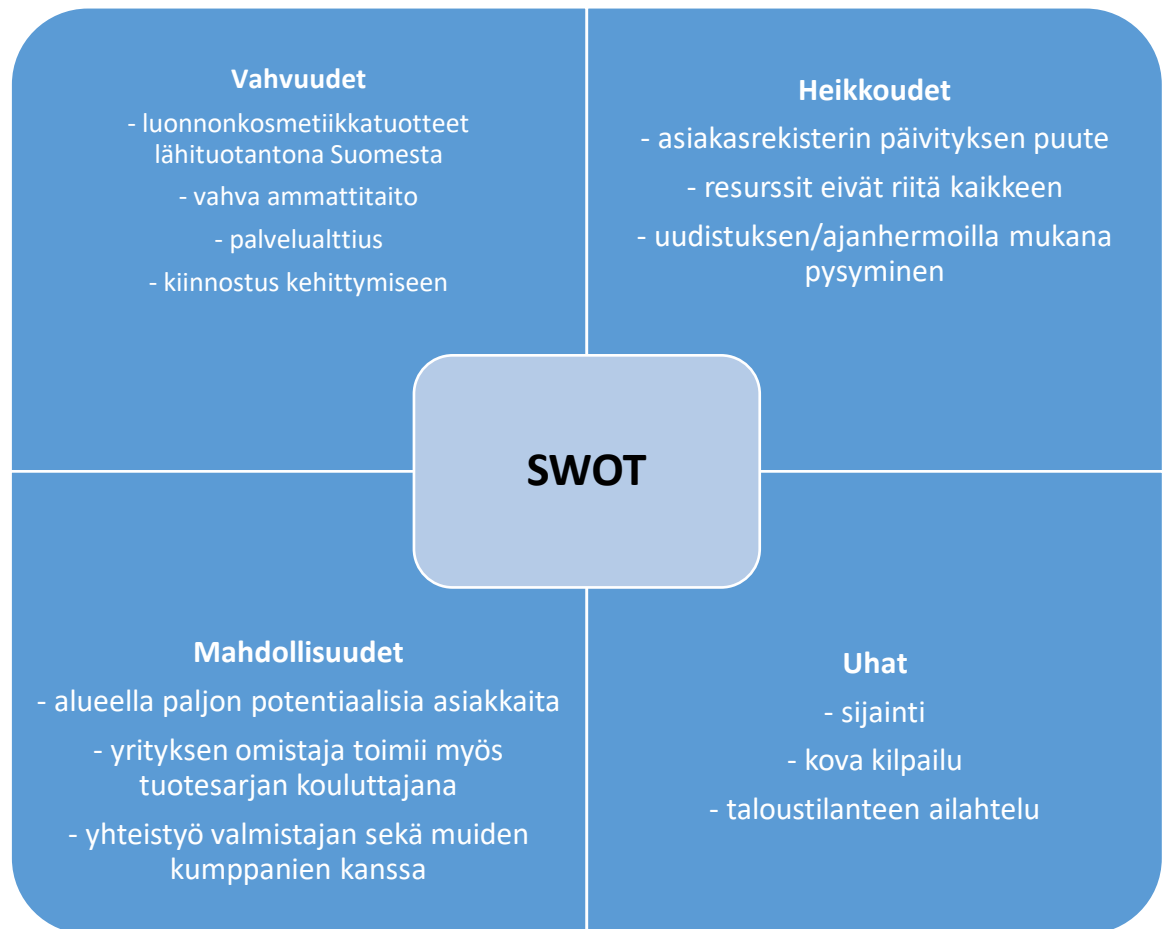 Vahvuudet
- luonnonkosmetiikkatuotteet
lähituotantona Suomesta
- vahva ammattitaito
- palvelualttius
- kiinnostus kehittymiseen
Heikkoudet
- asiakasrekisterin päivityksen puute
- resurssit eivät riitä kaikkeen
- uudistuksen/ajanhermoilla mukana
pysyminen
SWOT
Mahdollisuudet
- alueella paljon potentiaalisia asiakkaita
- yrityksen omistaja toimii myös
tuotesarjan kouluttajana
- yhteistyö valmistajan sekä muiden
kumppanien kanssa
Uhat
- sijainti
- kova kilpailu
- taloustilanteen ailahtelu